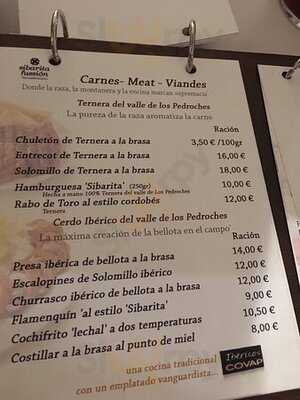 sibarita
fussión
Carnes- Meat - Viandes
Donde la raza, la montanera y la cocina marcan supremacía
Ternera del valle de los Pedroches
La pureza de la raza aromatiza la carne
Ración
Chuletón de Ternera a la brasa 3,50 €/100gr
Entrecot de Ternera a la brasa 16,00 €
Solomillo de Ternera a la brasa 18,00 €
Hamburguesa 'Sibarita' (250gr) 10,00 €
Hecha a mano 100% Ternera del valle de Los Pedroches
Rabo de Toro al estilo cordobés 12,00 €
Ternera
Cerdo Ibérico del valle de los Pedroches
La máxima creación de la bellota en el campo
Ración
Presa ibérica de bellota a la brasa 14,00 €
Escalopines de Solomillo ibérico 12,00 €
Churrasco ibérico de bellota a la brasa 12,00 €
Flamenquín 'al estilo 'Sibarita' 9,00 €
Cochifrito 'lechal' a dos temperaturas 10,50 €
Costillar a la brasa al punto de miel 8,00 €
una cocina tradicional
con un emplatado vanguardista...
Ibéricos
COVAP